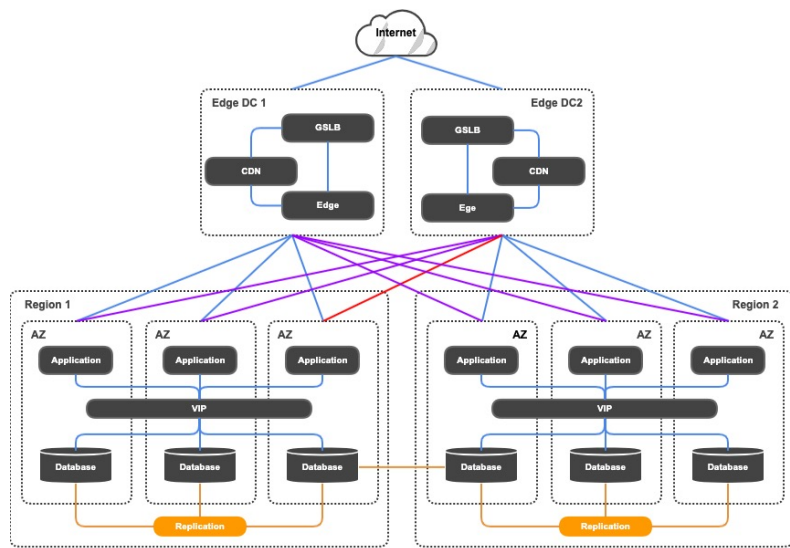 Internet
Edge DC 1
Edge DC2
GSLB
GSLB
CDN
CDN
Edge
Ege
Region 1
Region 2
AZ
AZ
AZ
AZ
AZ
AZ
Application
Application
Application
Application
Application
Application
VIP
VIP
Database
Database
Database
Database
Database
Database
Replication
Replication